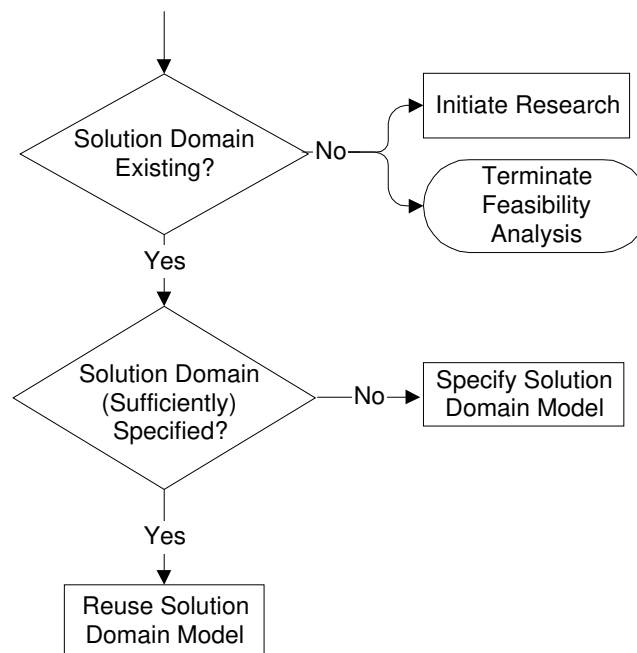 Solution Domain
Existing?
No
Initiate Research
Terminate
Feasibility
Analysis
Yes
Solution Domain
(Sufficiently)
Specified?
No
Specify Solution
Domain Model
Yes
Reuse Solution
Domain Model